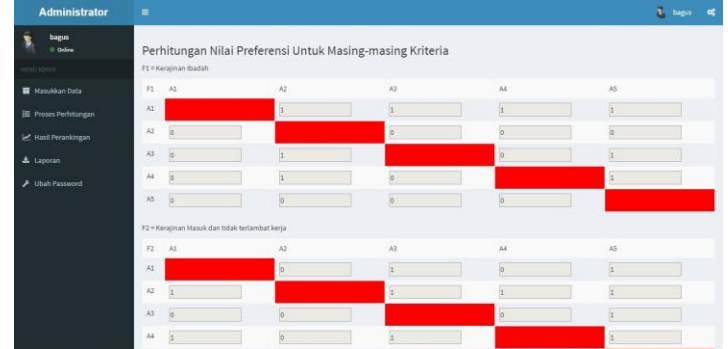 Administrator
bagus
bagus
Online
MENU ADMIN
Masukkan Data
Proses Perhitungan
Hasil Perankingan
Laporan
Ubah Password
Perhitungan Nilai Preferensi Untuk Masing-masing Kriteria
F1 = Kerajinan Ibadah
F1 A1 A2 A3 A4 A5
A1 1 1 1 1
A2 0 0 0 0
A3 0 1 0 1
A4 0 1 0 1
A5 0 0 0 0
F2 = Kerajinan Masuk dan tidak terlambat kerja
F2 A1 A2 A3 A4 A5
A1 0 1 0 1
A2 1 1 1 1
A3 0 0 0 1
A4 1 0 1 1